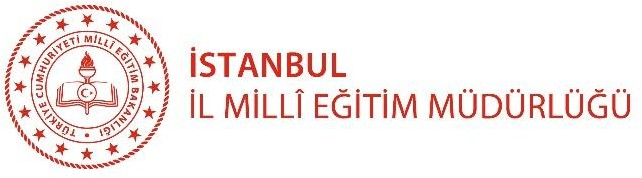 TÜRKİYE CUMHURİYETİ MİLLÎ EĞİTİM BAKANLIĞI
İSTANBUL
İL MİLLÎ EĞİTİM MÜDÜRLÜĞÜ